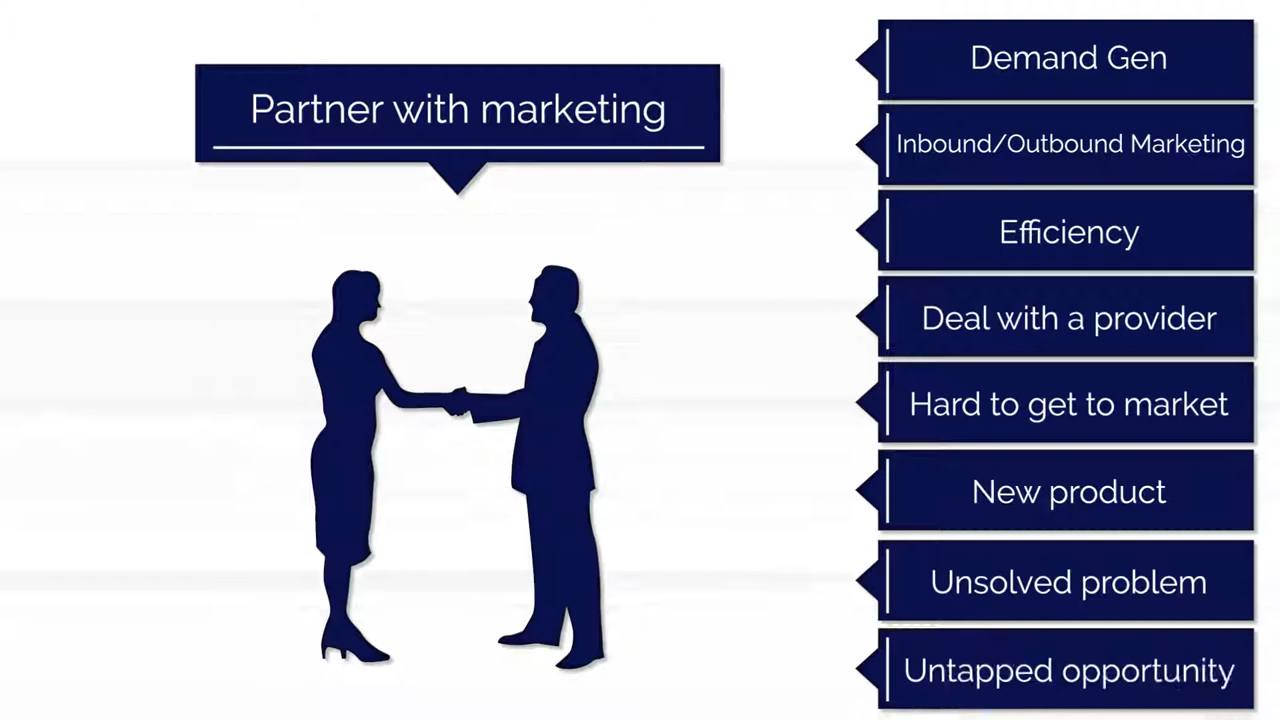 Partner with marketing
Demand Gen
Inbound/Outbound Marketing
Efficiency
Deal with a provider
Hard to get to market
New product
Unsolved problem
Untapped opportunity